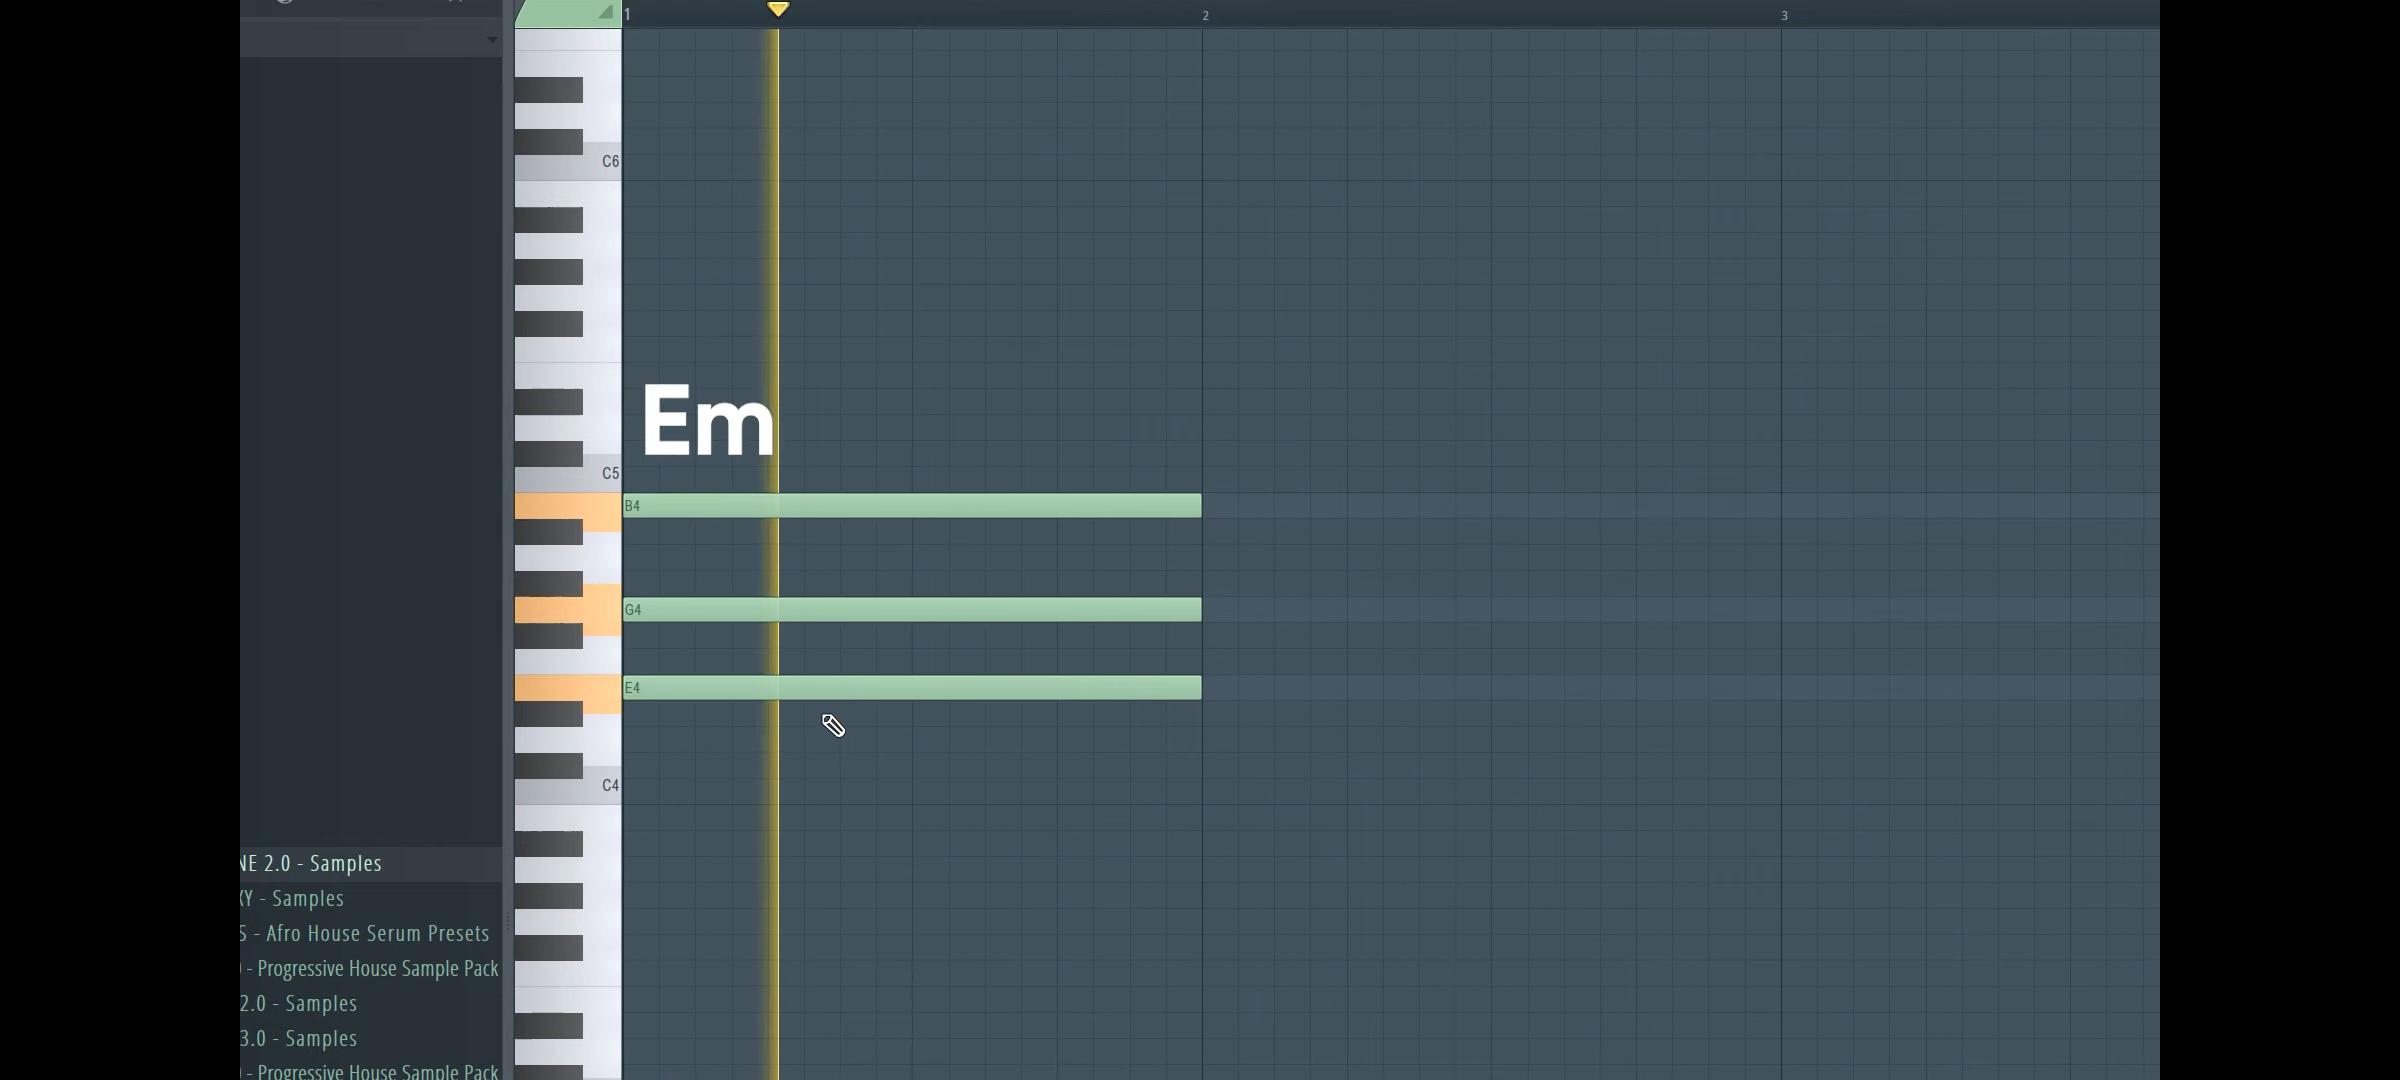 1 2 3
C6
Em
C5
B4
G4
E4
C4
NE 2.0 - Samples
XY - Samples
S - Afro House Serum Presets
- Progressive House Sample Pack
2.0 - Samples
3.0 - Samples
- Progressive House Sample Pack